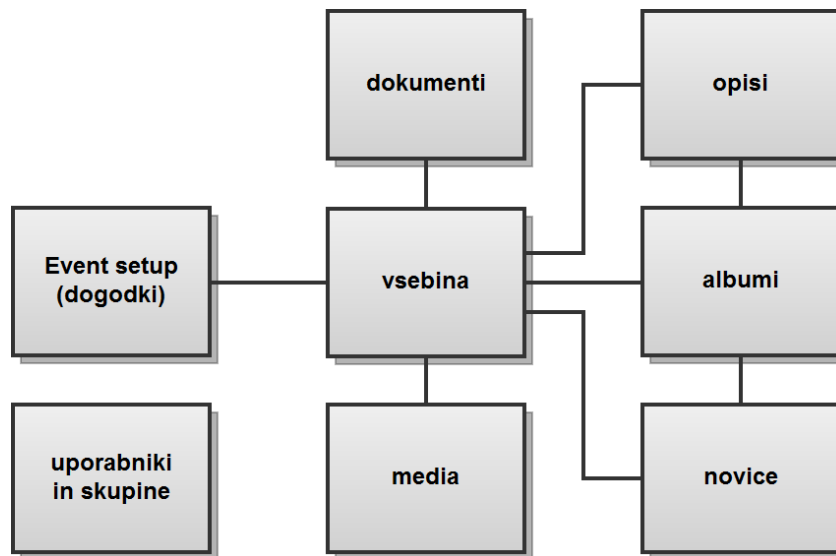 dokumenti
opisi
Event setup
(dogodki)
vsebina
albumi
uporabniki
in skupine
media
novice